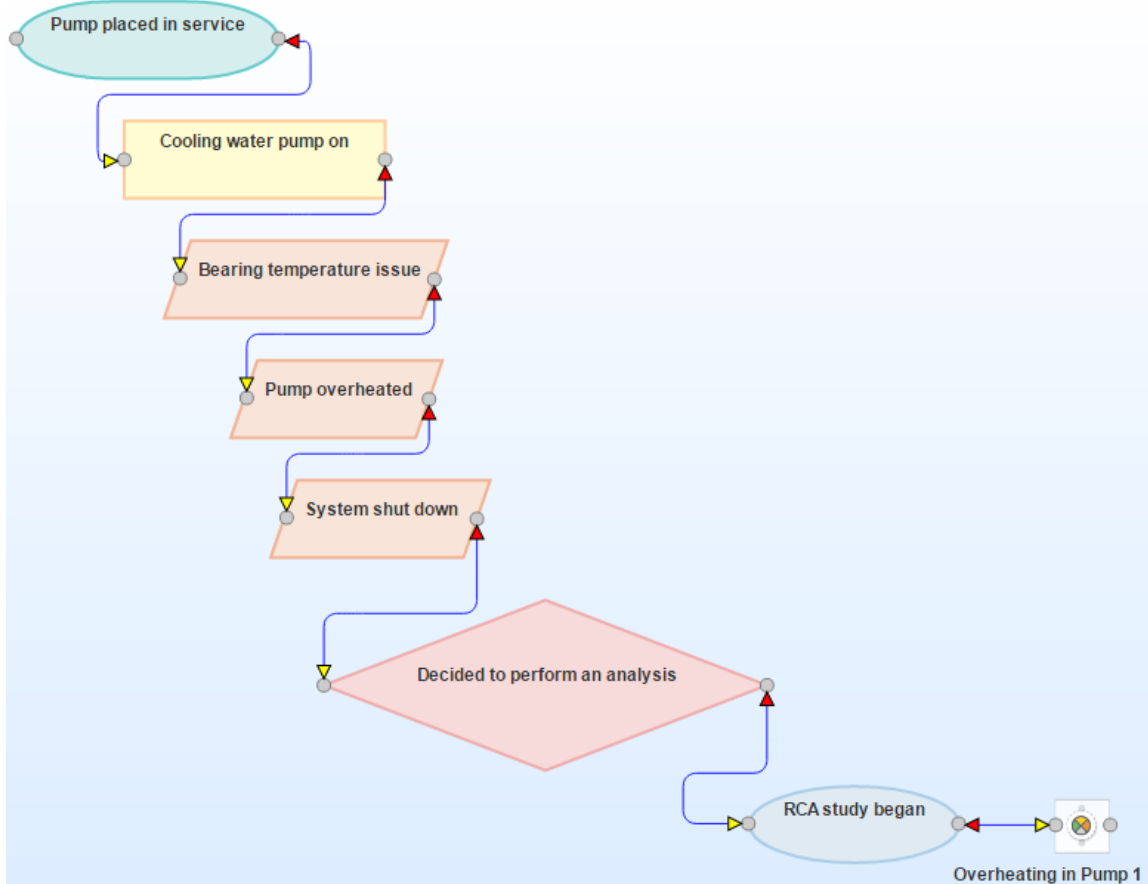 Pump placed in service
Cooling water pump on
Bearing temperature issue
Pump overheated
System shut down
Decided to perform an analysis
RCA study began
Overheating in Pump 1